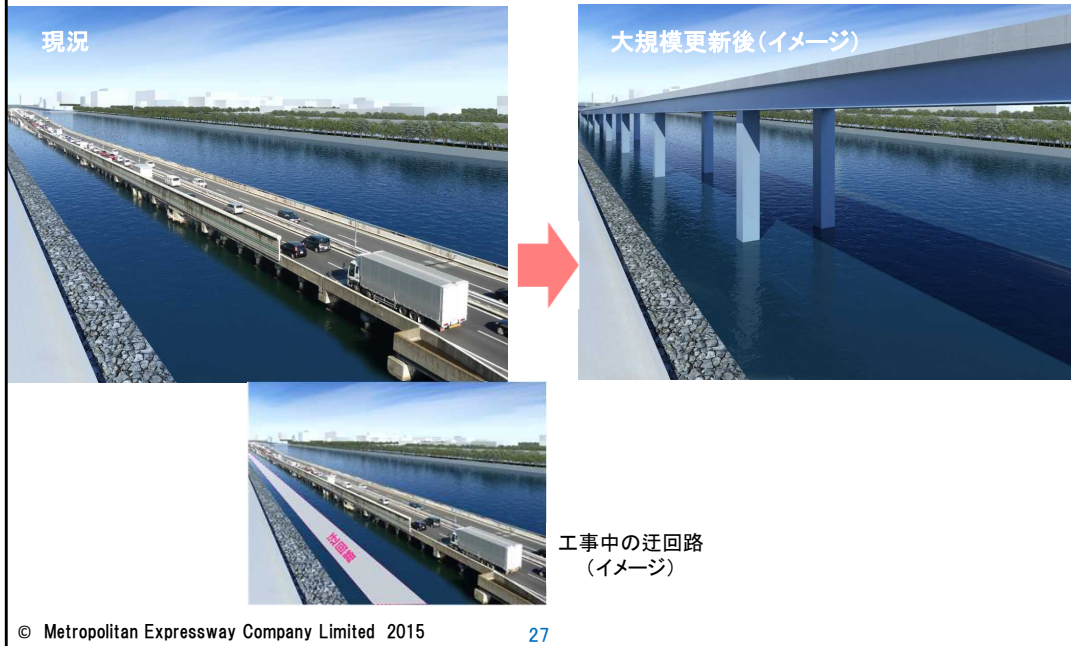 現況
大規模更新後(イメージ)
迂回路
工事中の迂回路
(イメージ)
© Metropolitan Expressway Company Limited 2015
27